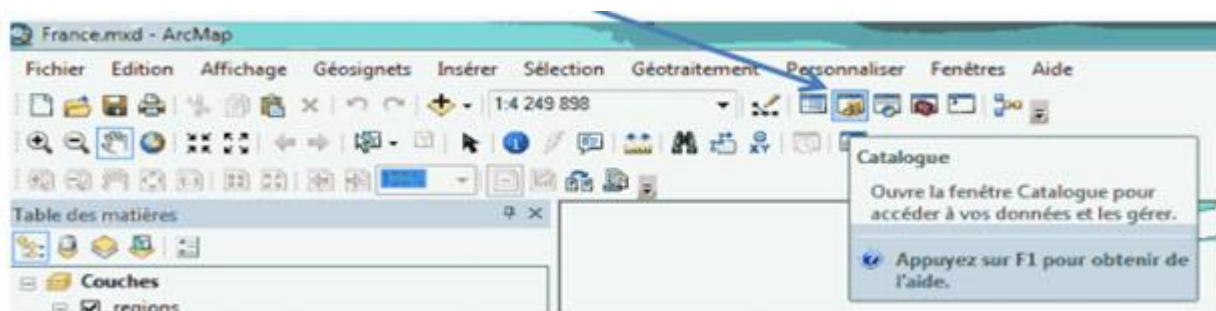 France.mxd - ArcMap
Fichier Edition Affichage Géosignets Insérer Sélection Géotraitement Personnaliser Fenêtres Aide
1:4 249 898
Catalogue
Ouvre la fenêtre Catalogue pour
accéder à vos données et les gérer.
Appuyez sur F1 pour obtenir de
l'aide.
Table des matières
Couches
regions